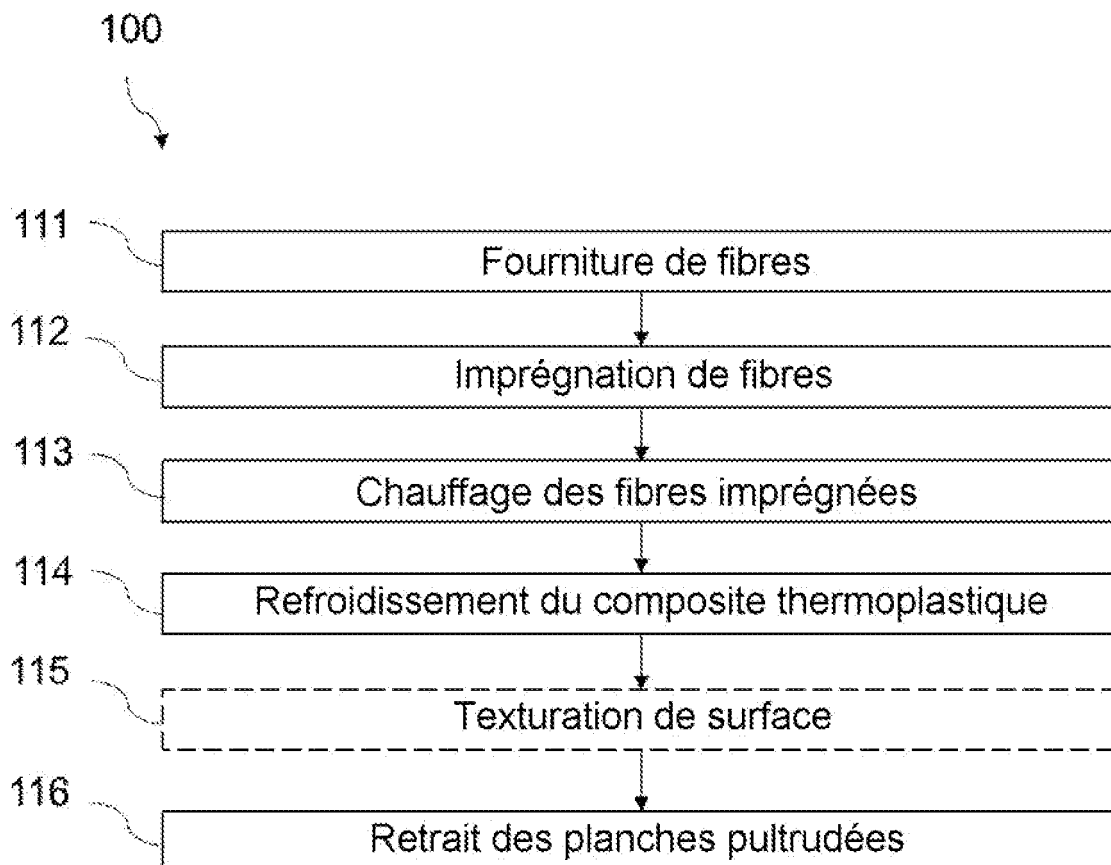 100
111
Fourniture de fibres
112
Imprégnation de fibres
113
Chauffage des fibres imprégnées
114
Refroidissement du composite thermoplastique
115
Texturation de surface
116
Retrait des planches pultrudées